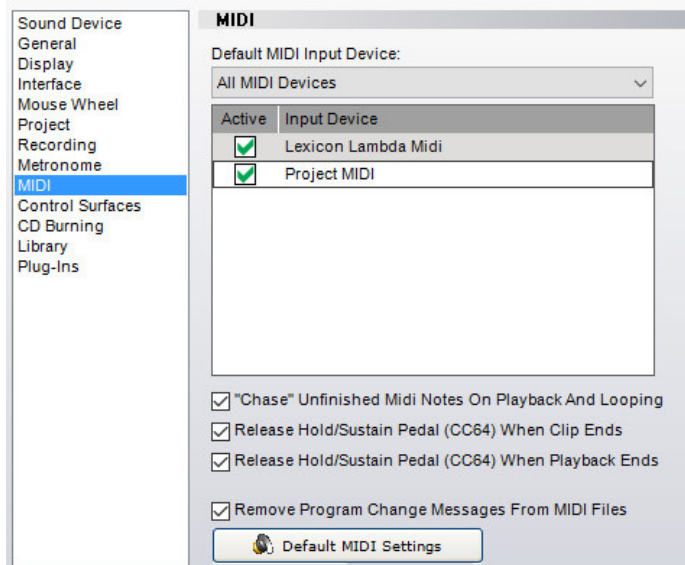 Sound Device
General
Display
Interface
Mouse Wheel
Project
Recording
Metronome
MIDI
Control Surfaces
CD Burning
Library
Plug-Ins
MIDI
Default MIDI Input Device:
All MIDI Devices
Active Input Device
Lexicon Lambda Midi
Project MIDI
"Chase" Unfinished Midi Notes On Playback And Looping
Release Hold/Sustain Pedal (CC64) When Clip Ends
Release Hold/Sustain Pedal (CC64) When Playback Ends
Remove Program Change Messages From MIDI Files
Default MIDI Settings